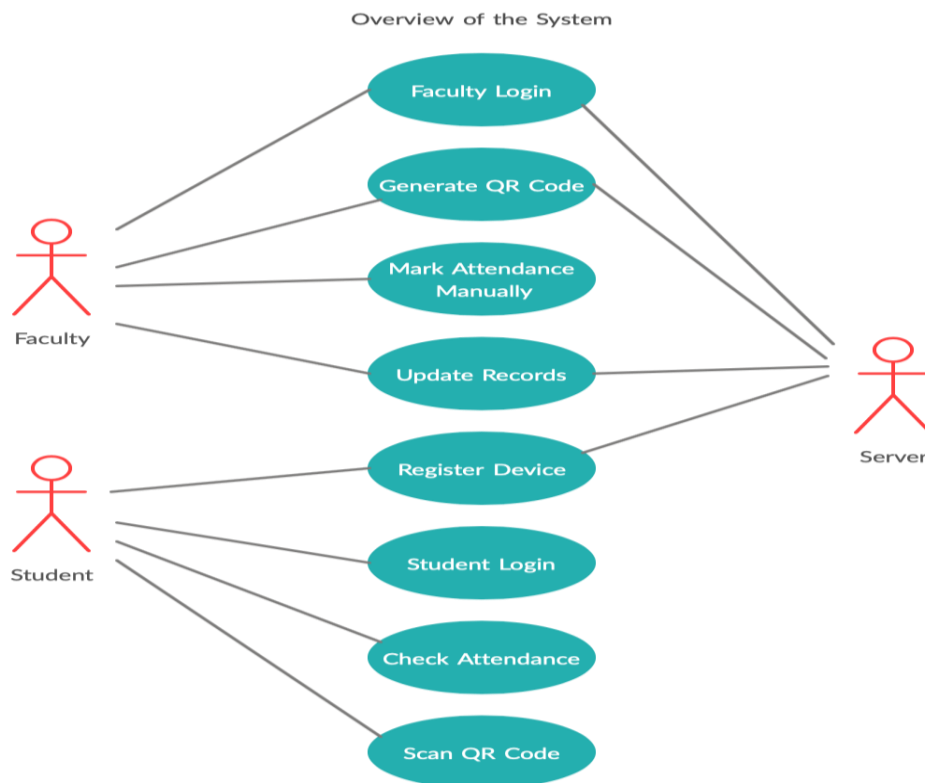 Overview of the System
Faculty Login
Generate QR Code
Mark Attendance
Manually
Faculty
Update Records
Server
Register Device
Student Login
Student
Check Attendance
Scan QR Code